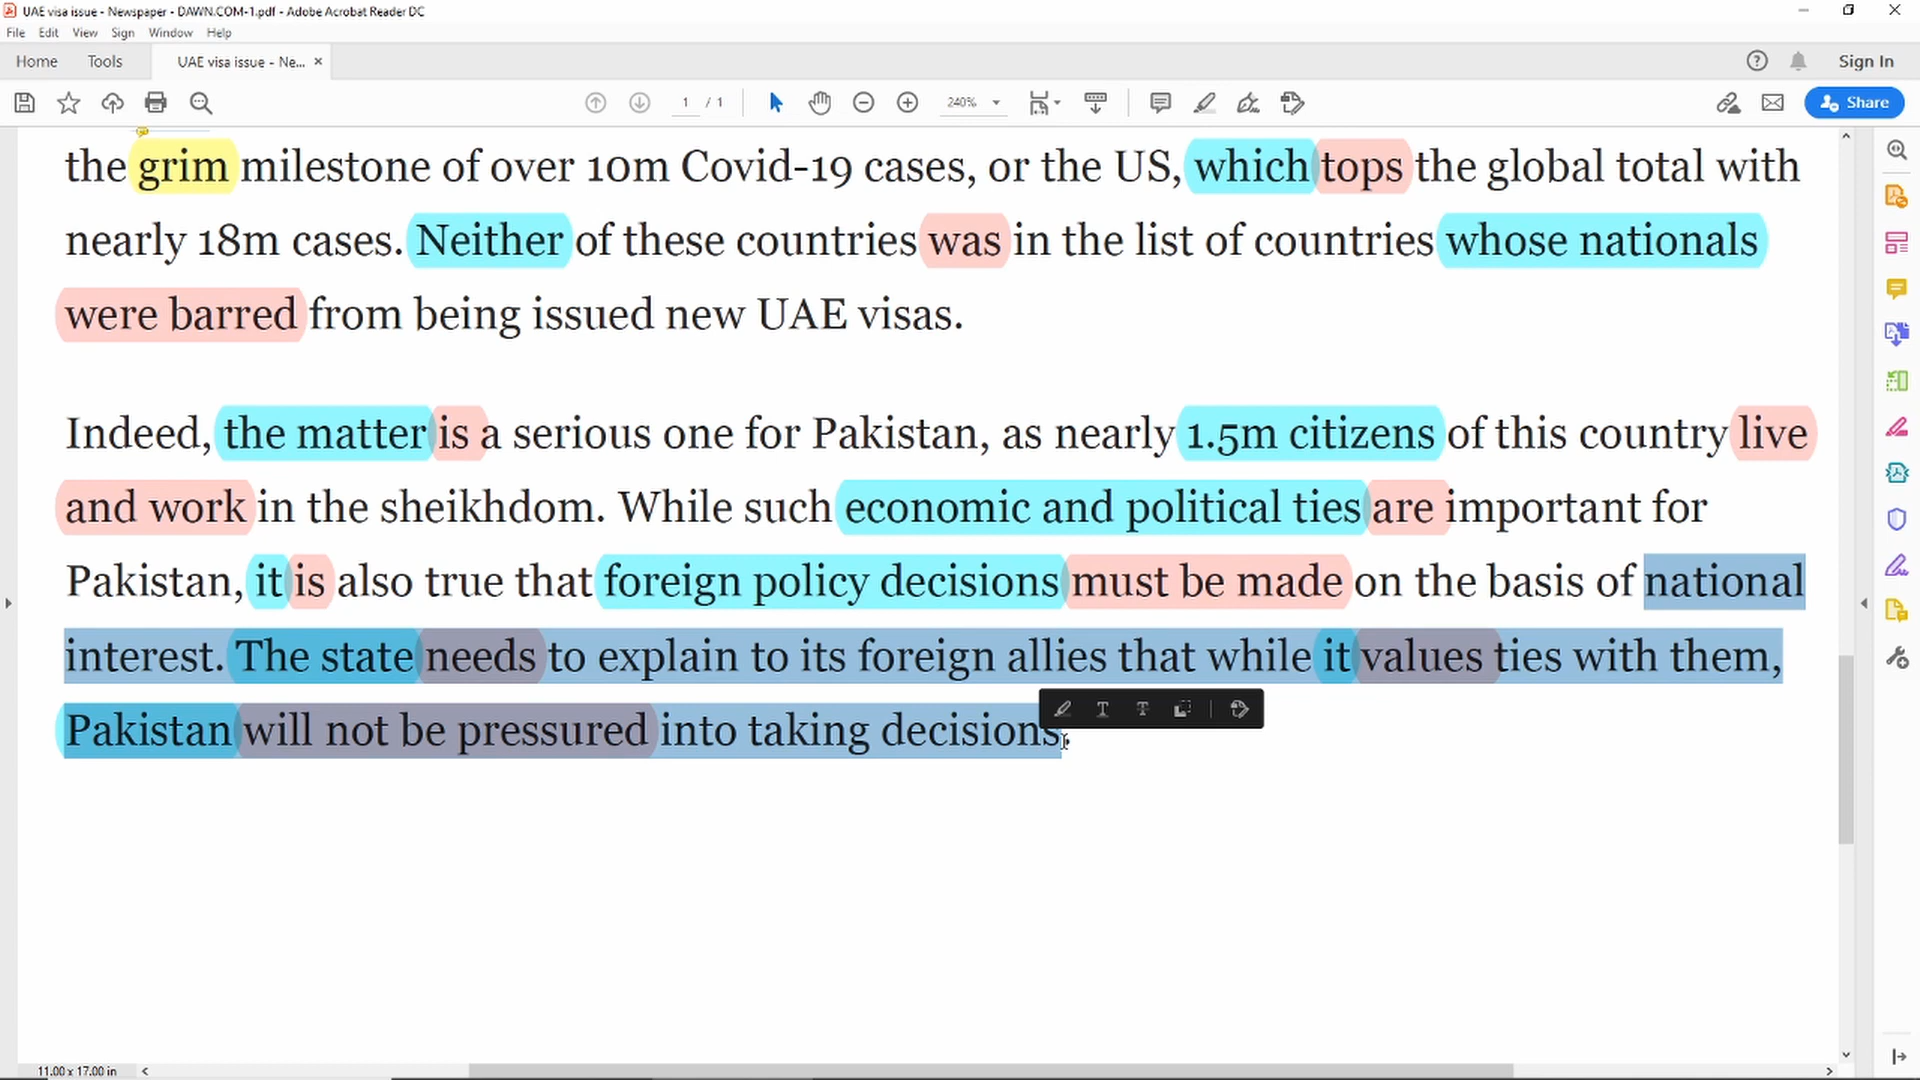 UAE visa issue - Newspaper - DAWN.COM-1.pdf - Adobe Acrobat Reader DC
File Edit View Sign Window Help
Home Tools UAE visa issue - Ne... Sign In
1 / 1 240% Share
the grim milestone of over 10m Covid-19 cases, or the US, which tops the global total with
nearly 18m cases. Neither of these countries was in the list of countries whose nationals
were barred from being issued new UAE visas.
Indeed, the matter is a serious one for Pakistan, as nearly 1.5m citizens of this country live
and work in the sheikhdom. While such economic and political ties are important for
Pakistan, it is also true that foreign policy decisions must be made on the basis of national
interest. The state needs to explain to its foreign allies that while it values ties with them,
Pakistan will not be pressured into taking decisions.
11.00 x 17.00 in